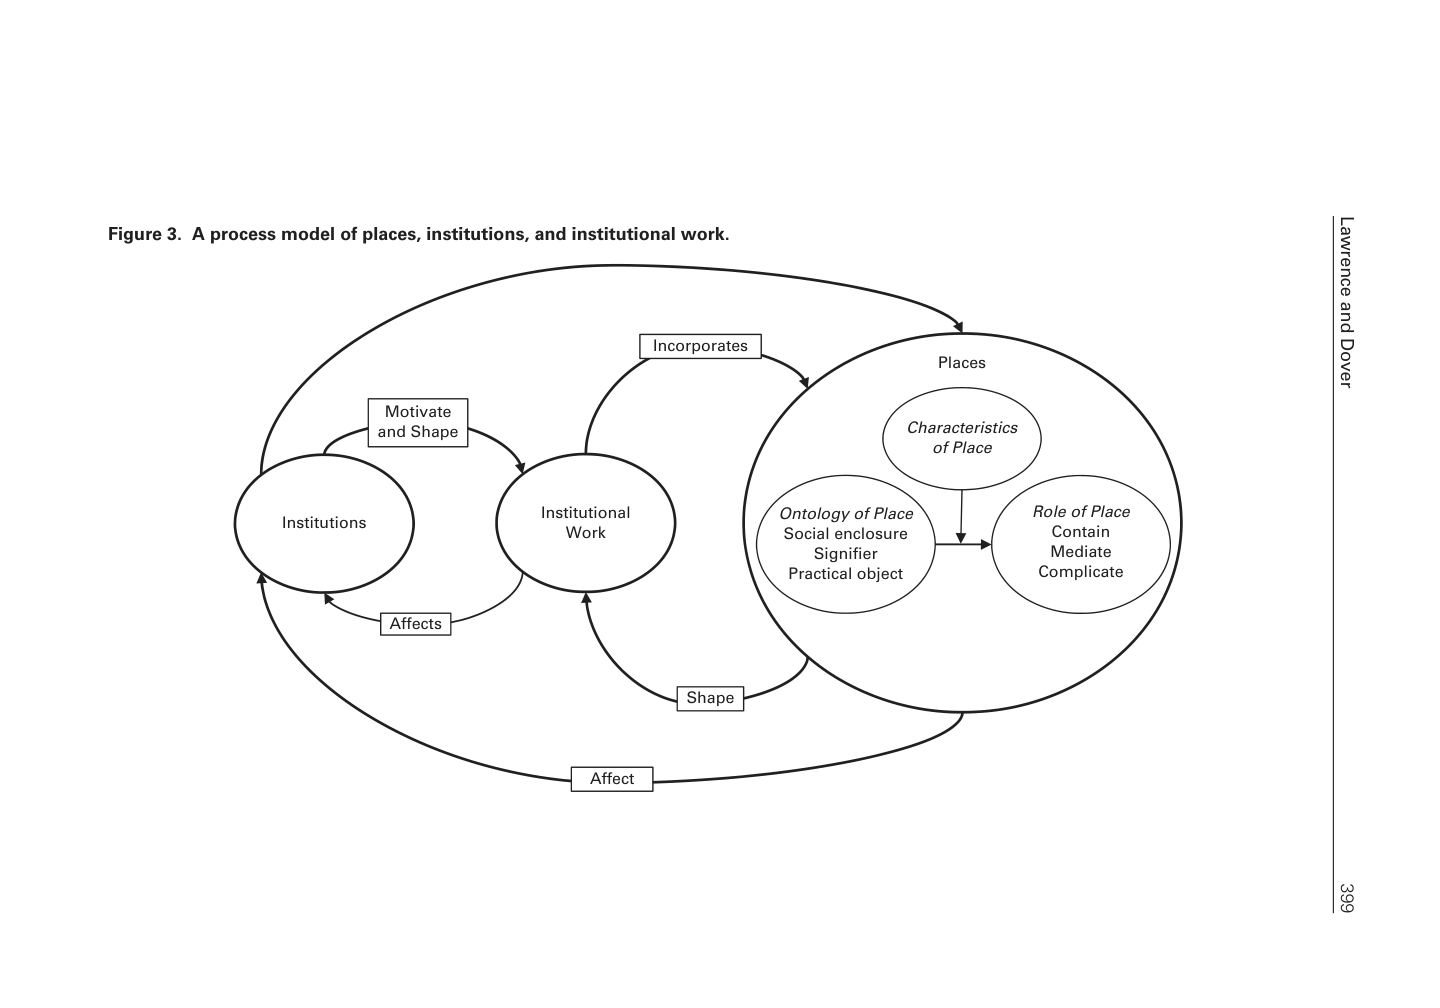 Figure 3. A process model of places, institutions, and institutional work.
Incorporates
Places
Motivate
and Shape
Characteristics
of Place
Institutions
Institutional
Work
Ontology of Place
Social enclosure
Signifier
Practical object
Role of Place
Contain
Mediate
Complicate
Affects
Shape
Affect
Lawrence and Dover
399